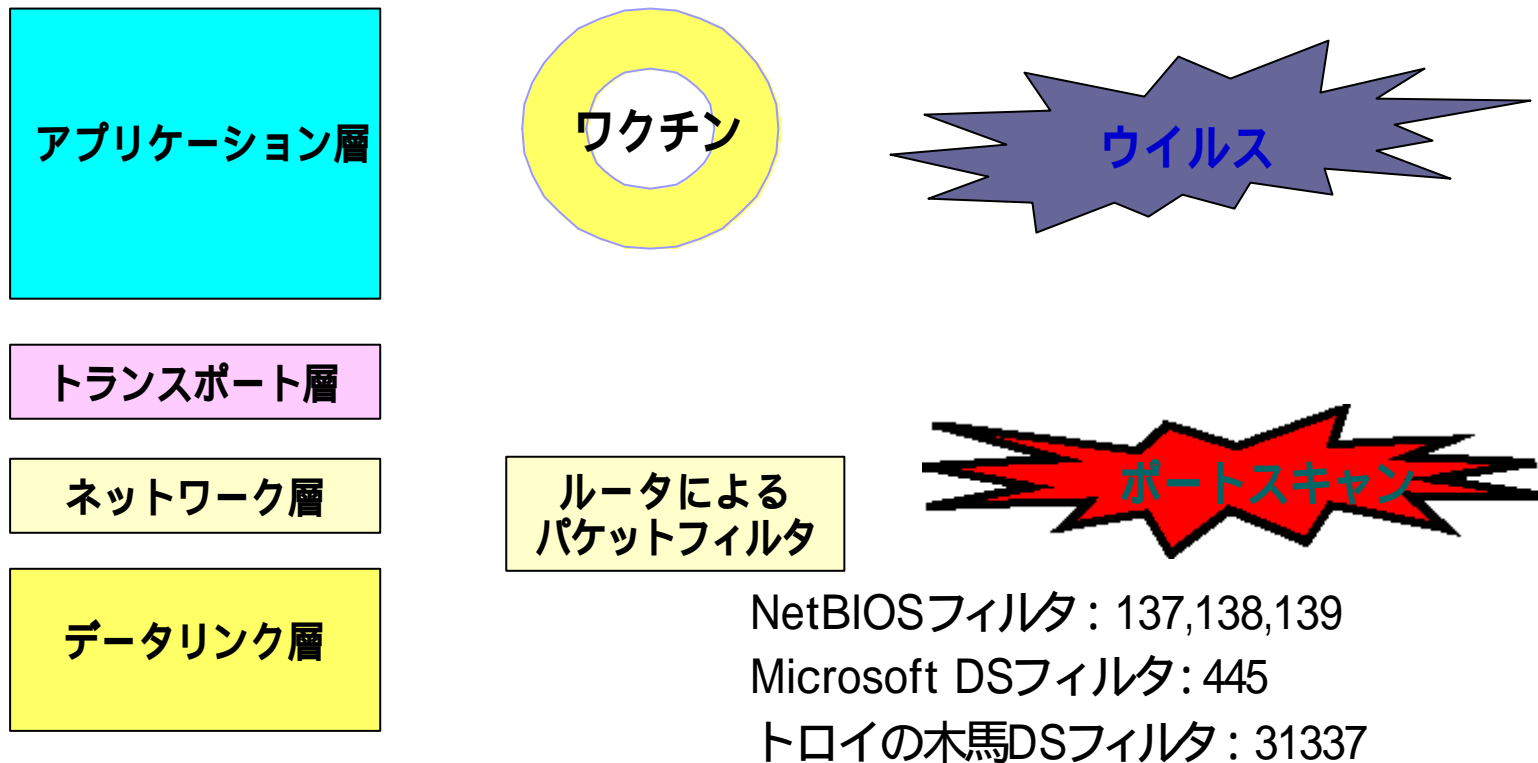 アプリケーション層
ワクチン
ウイルス
トランスポート層
ネットワーク層
ルータによる
パケットフィルタ
ポートスキャン
データリンク層
NetBIOSフィルタ：137,138,139
Microsoft DSフィルタ：445
トロイの木馬DSフィルタ：31337